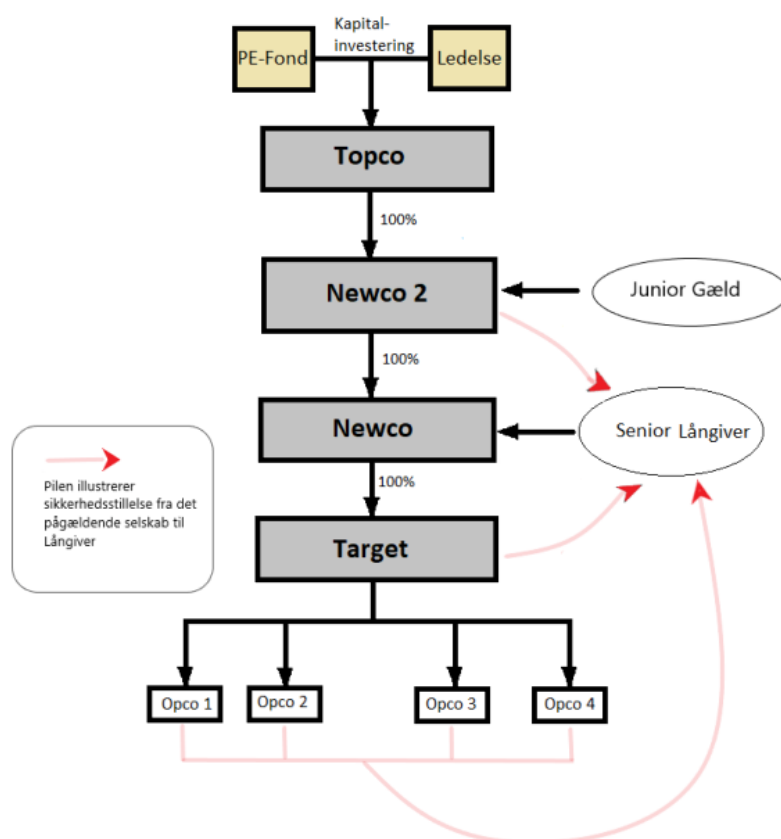 Kapital-
investering
PE-Fond
Ledelse
Topco
100%
Newco 2
Junior Gæld
100%
Newco
Senior Långiver
100%
Pilen illustrerer
sikkerhedsstillelse fra det
pågældende selskab til
Långiver
Target
Opco 1
Opco 2
Opco 3
Opco 4